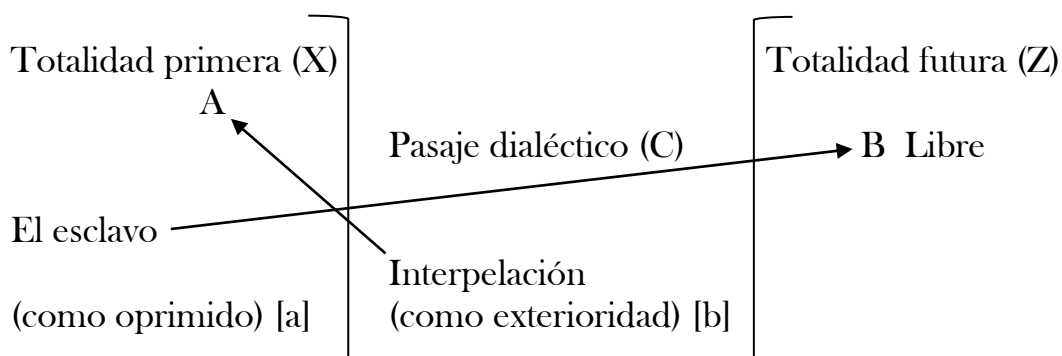 Totalidad primera (X)
Totalidad futura (Z)
A
Pasaje dialéctico (C)
B Libre
El esclavo
Interpelación
(como oprimido) [a]
(como exterioridad) [b]